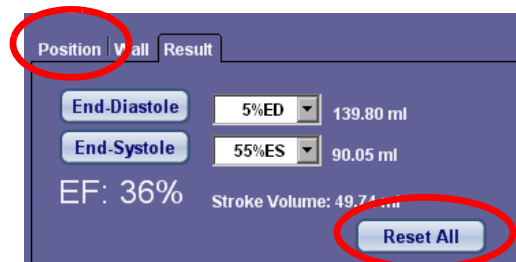 Position Wall Result
End-Diastole 5%ED 139.80 ml
End-Systole 55%ES 90.05 ml
EF: 36% Stroke Volume: 49.74 ml
Reset All